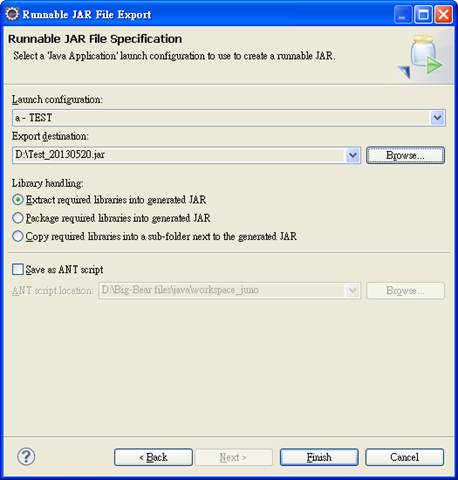 Runnable JAR File Export
Runnable JAR File Specification
Select a 'Java Application' launch configuration to use to create a runnable JAR.
Launch configuration:
a - TEST
Export destination:
D:\Test_20130520.jar
Browse...
Library handling:
Extract required libraries into generated JAR
Package required libraries into generated JAR
Copy required libraries into a sub-folder next to the generated JAR
Save as ANT script
ANT script location:
D:\Big-Bear files\java\workspace_juno
Browse...
< Back
Next >
Finish
Cancel